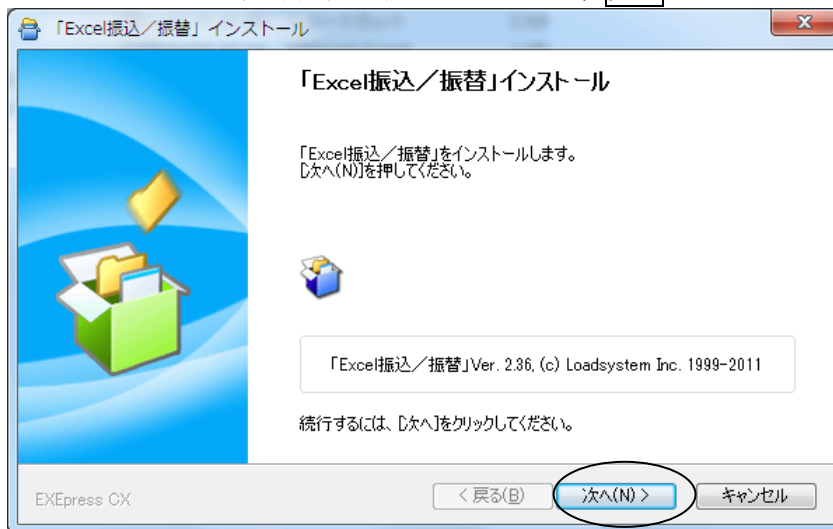 「Excel振込／振替」インストール
「Excel振込／振替」インストール
「Excel振込／振替」をインストールします。
[次へ(N)]を押してください。
「Excel振込／振替」Ver. 2.36, (c) Loadsystem Inc. 1999-2011
続行するには、[次へ]をクリックしてください。
EXEpress CX
< 戻る(B)
次へ(N) >
キャンセル